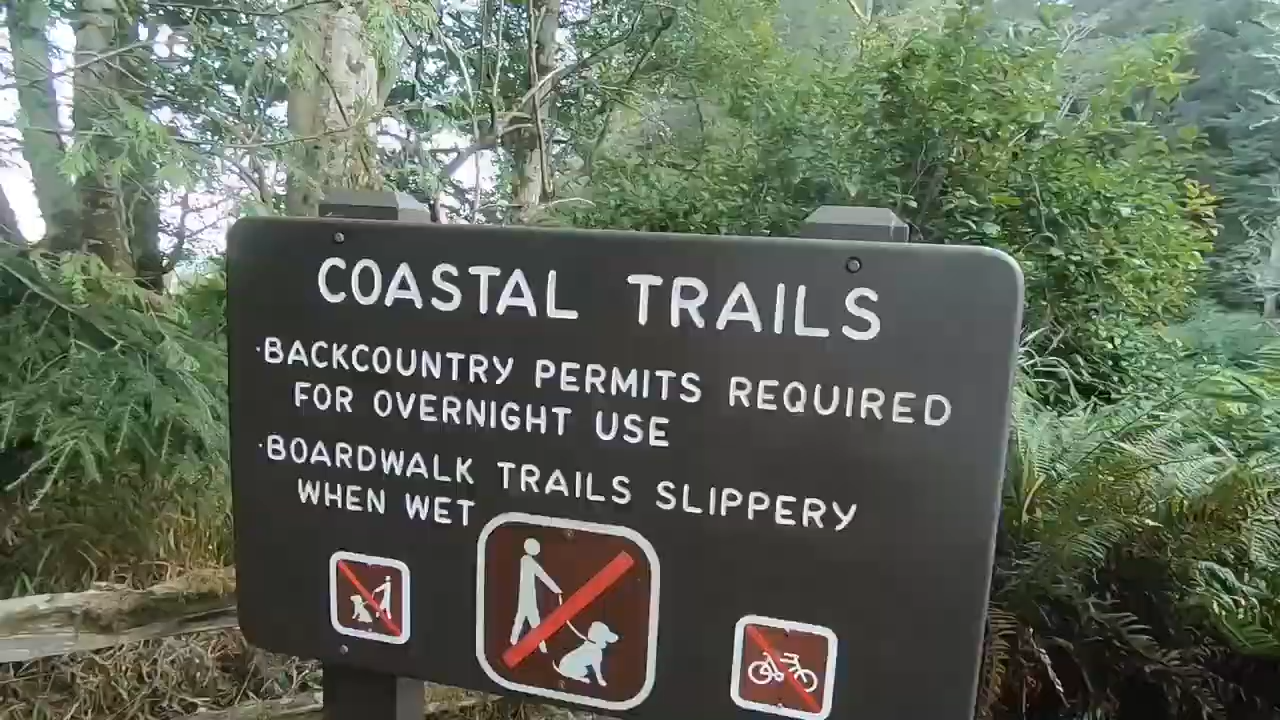 COASTAL TRAILS
·BACKCOUNTRY PERMITS REQUIRED
FOR OVERNIGHT USE
·BOARDWALK TRAILS SLIPPERY
WHEN WET